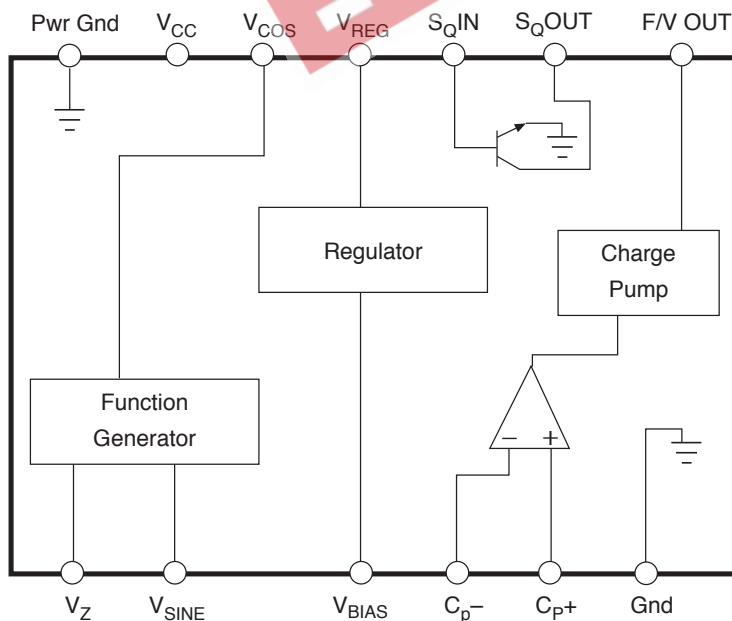 Pwr Gnd V_CC V_COS V_REG S_QIN S_QOUT F/V OUT
Regulator
Charge
Pump
Function
Generator
− +
V_Z V_SINE V_BIAS C_p− C_P+ Gnd